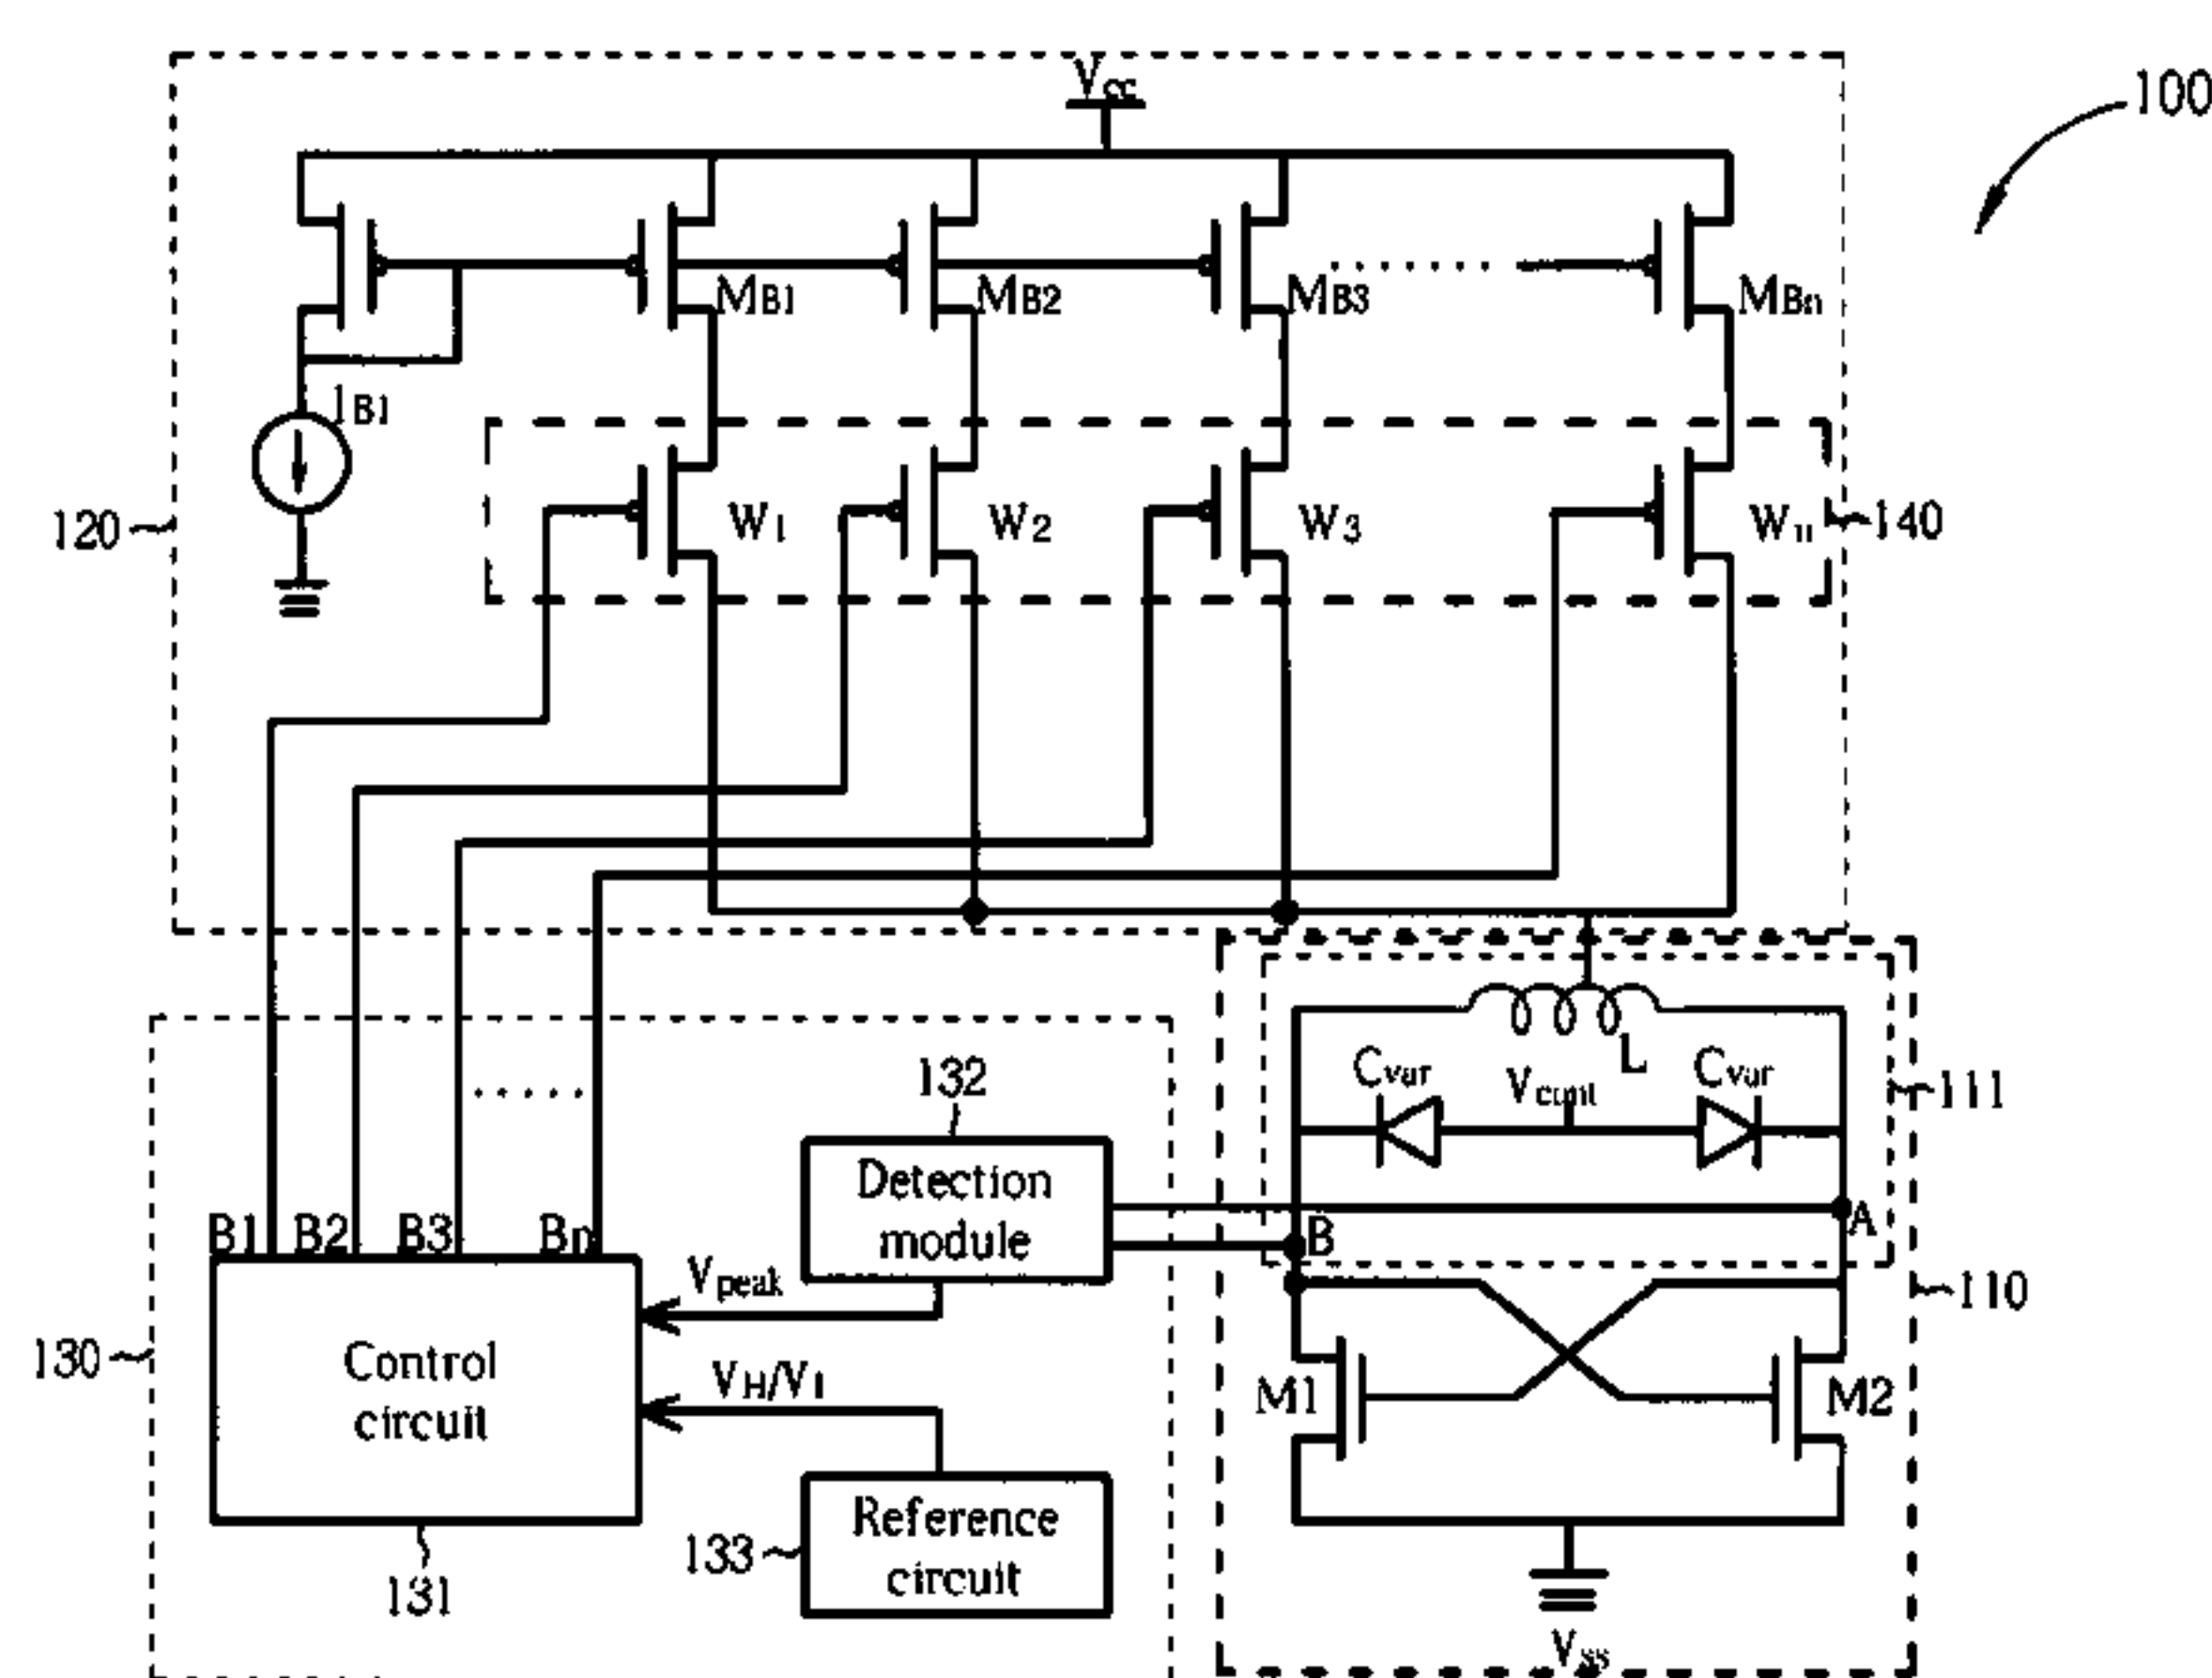 Vcc
100
MB1
MB2
MB3
.......
MBn
IB1
W1
W2
W3
Wn
120
140
132
L
Cvar
Vcont
Cvar
111
.....
Detection
module
A
B
B1
B2
B3
Bn
Vpeak
110
130
Control
circuit
VH/VL
M1
M2
Reference
circuit
133
131
Vss